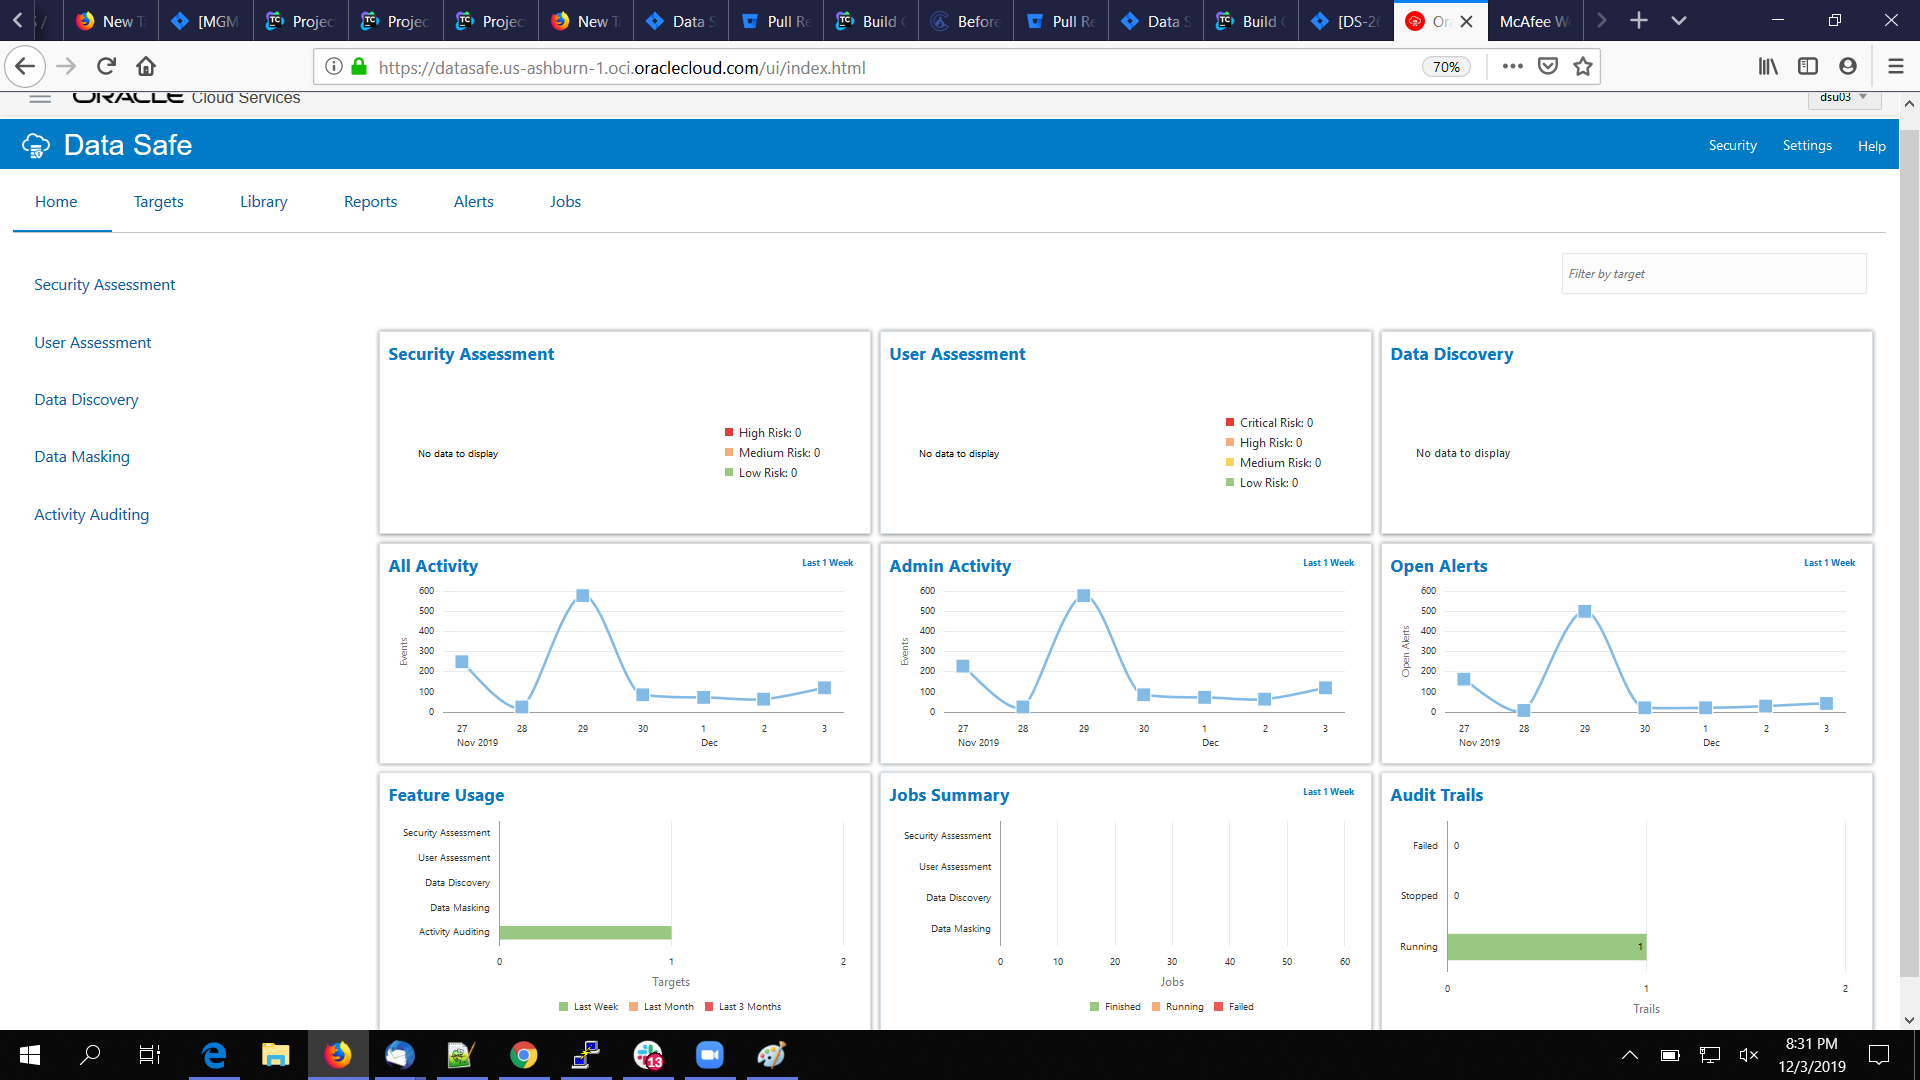 New T
[MGM
Projec
Projec
Projec
New T
Data S
Pull Re
Build C
Before
Pull Re
Data S
Build C
[DS-26
Ora
McAfee W
https://datasafe.us-ashburn-1.oci.oraclecloud.com/ui/index.html
70%
ORACLE Cloud Services
dsu03
Data Safe
Security Settings Help
Home Targets Library Reports Alerts Jobs
Filter by target
Security Assessment
User Assessment
Data Discovery
Data Masking
Activity Auditing
Security Assessment
No data to display
High Risk: 0
Medium Risk: 0
Low Risk: 0
User Assessment
No data to display
Critical Risk: 0
High Risk: 0
Medium Risk: 0
Low Risk: 0
Data Discovery
No data to display
All Activity
Last 1 Week
600
500
400
300
200
100
0
Events
27 28 29 30 1 2 3
Nov 2019 Dec
Admin Activity
Last 1 Week
600
500
400
300
200
100
0
Events
27 28 29 30 1 2 3
Nov 2019 Dec
Open Alerts
Last 1 Week
600
500
400
300
200
100
0
Open Alerts
27 28 29 30 1 2 3
Nov 2019 Dec
Feature Usage
Security Assessment
User Assessment
Data Discovery
Data Masking
Activity Auditing
0 1 2
Targets
Last Week Last Month Last 3 Months
Jobs Summary
Last 1 Week
Security Assessment
User Assessment
Data Discovery
Data Masking
0 10 20 30 40 50 60
Jobs
Finished Running Failed
Audit Trails
Failed 0
Stopped 0
Running 1
0 1 2
Trails
13
8:31 PM
12/3/2019